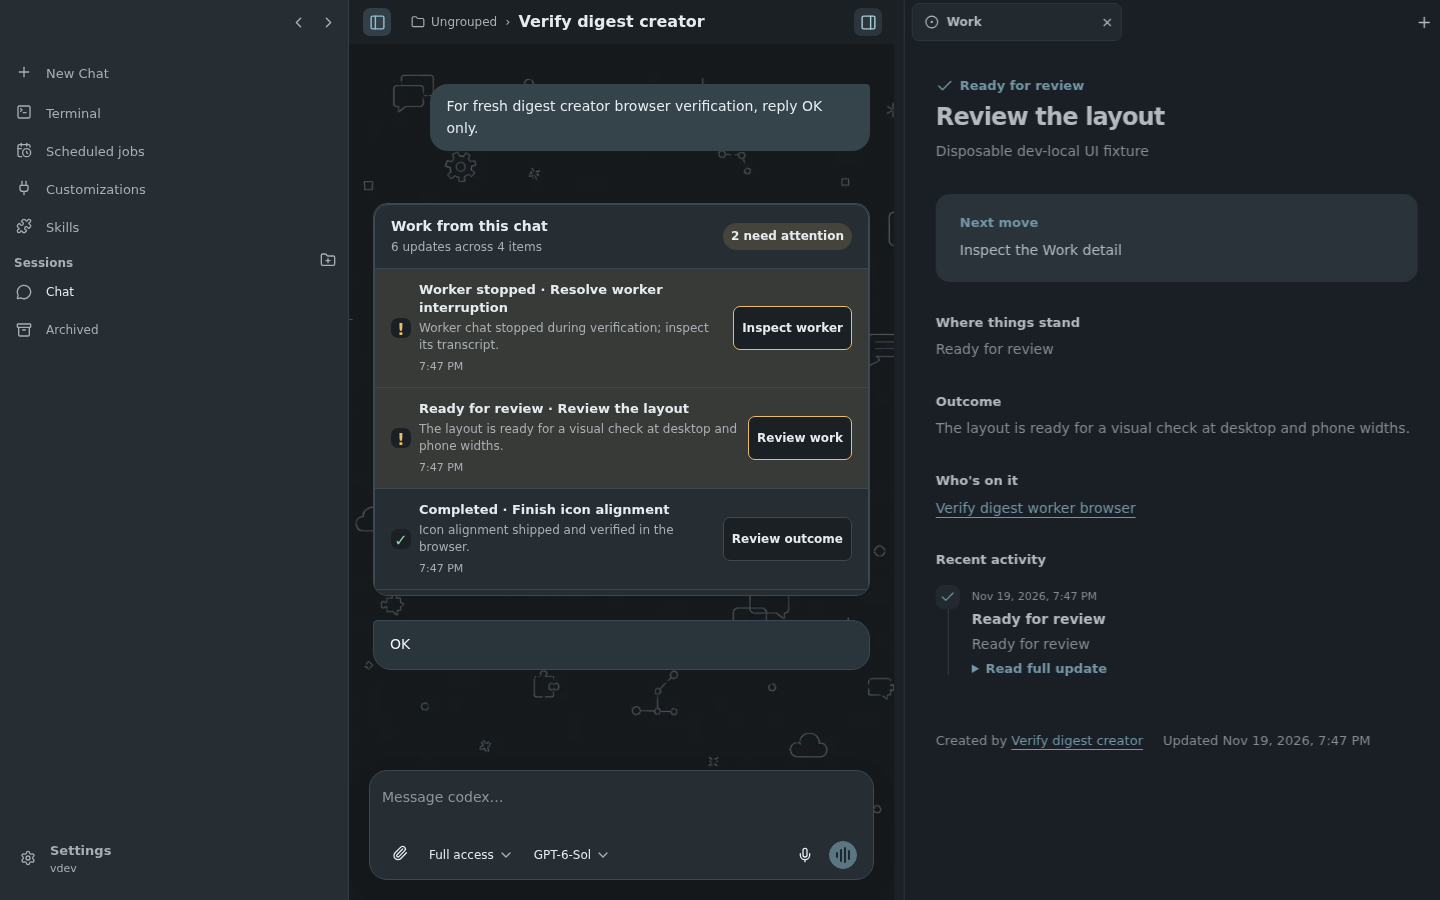 New Chat
Terminal
Scheduled jobs
Customizations
Skills
Sessions
Chat
Archived
Settings
vdev
Ungrouped › Verify digest creator
For fresh digest creator browser verification, reply OK
only.
Work from this chat
6 updates across 4 items
2 need attention
Worker stopped · Resolve worker
interruption
Worker chat stopped during verification; inspect
its transcript.
7:47 PM
Inspect worker
Ready for review · Review the layout
The layout is ready for a visual check at desktop and
phone widths.
7:47 PM
Review work
Completed · Finish icon alignment
Icon alignment shipped and verified in the
browser.
7:47 PM
Review outcome
OK
Message codex...
Full access
GPT-6-Sol
Work
Ready for review
Review the layout
Disposable dev-local UI fixture
Next move
Inspect the Work detail
Where things stand
Ready for review
Outcome
The layout is ready for a visual check at desktop and phone widths.
Who's on it
Verify digest worker browser
Recent activity
Nov 19, 2026, 7:47 PM
Ready for review
Ready for review
Read full update
Created by Verify digest creator
Updated Nov 19, 2026, 7:47 PM